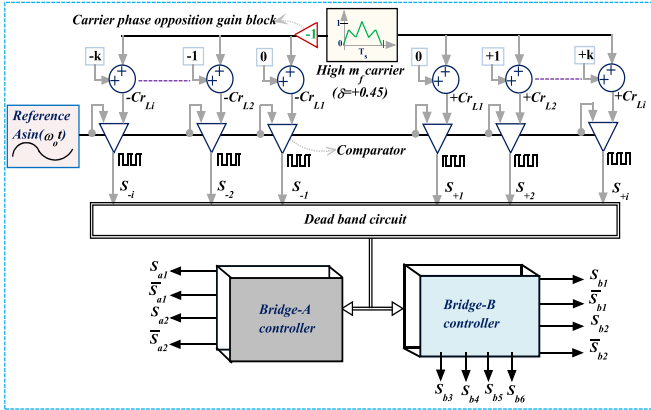 Carrier phase opposition gain block
-1
1
0
T_s
High m_f carrier
(δ=+0.45)
-k
-1
0
0
+1
+k
+ + + + + + + + + + + +
-Cr_Li
-Cr_L2
-Cr_L1
+Cr_L1
+Cr_L2
+Cr_Li
Reference
Asin(ω_o t)
Comparator
S_-i
S_-2
S_-1
S_+1
S_+2
S_+i
Dead band circuit
S_a1
S̅_a1
S_a2
S̅_a2
Bridge-A
controller
Bridge-B
controller
S_b1
S̅_b1
S_b2
S̅_b2
S_b3
S_b4
S_b5
S_b6